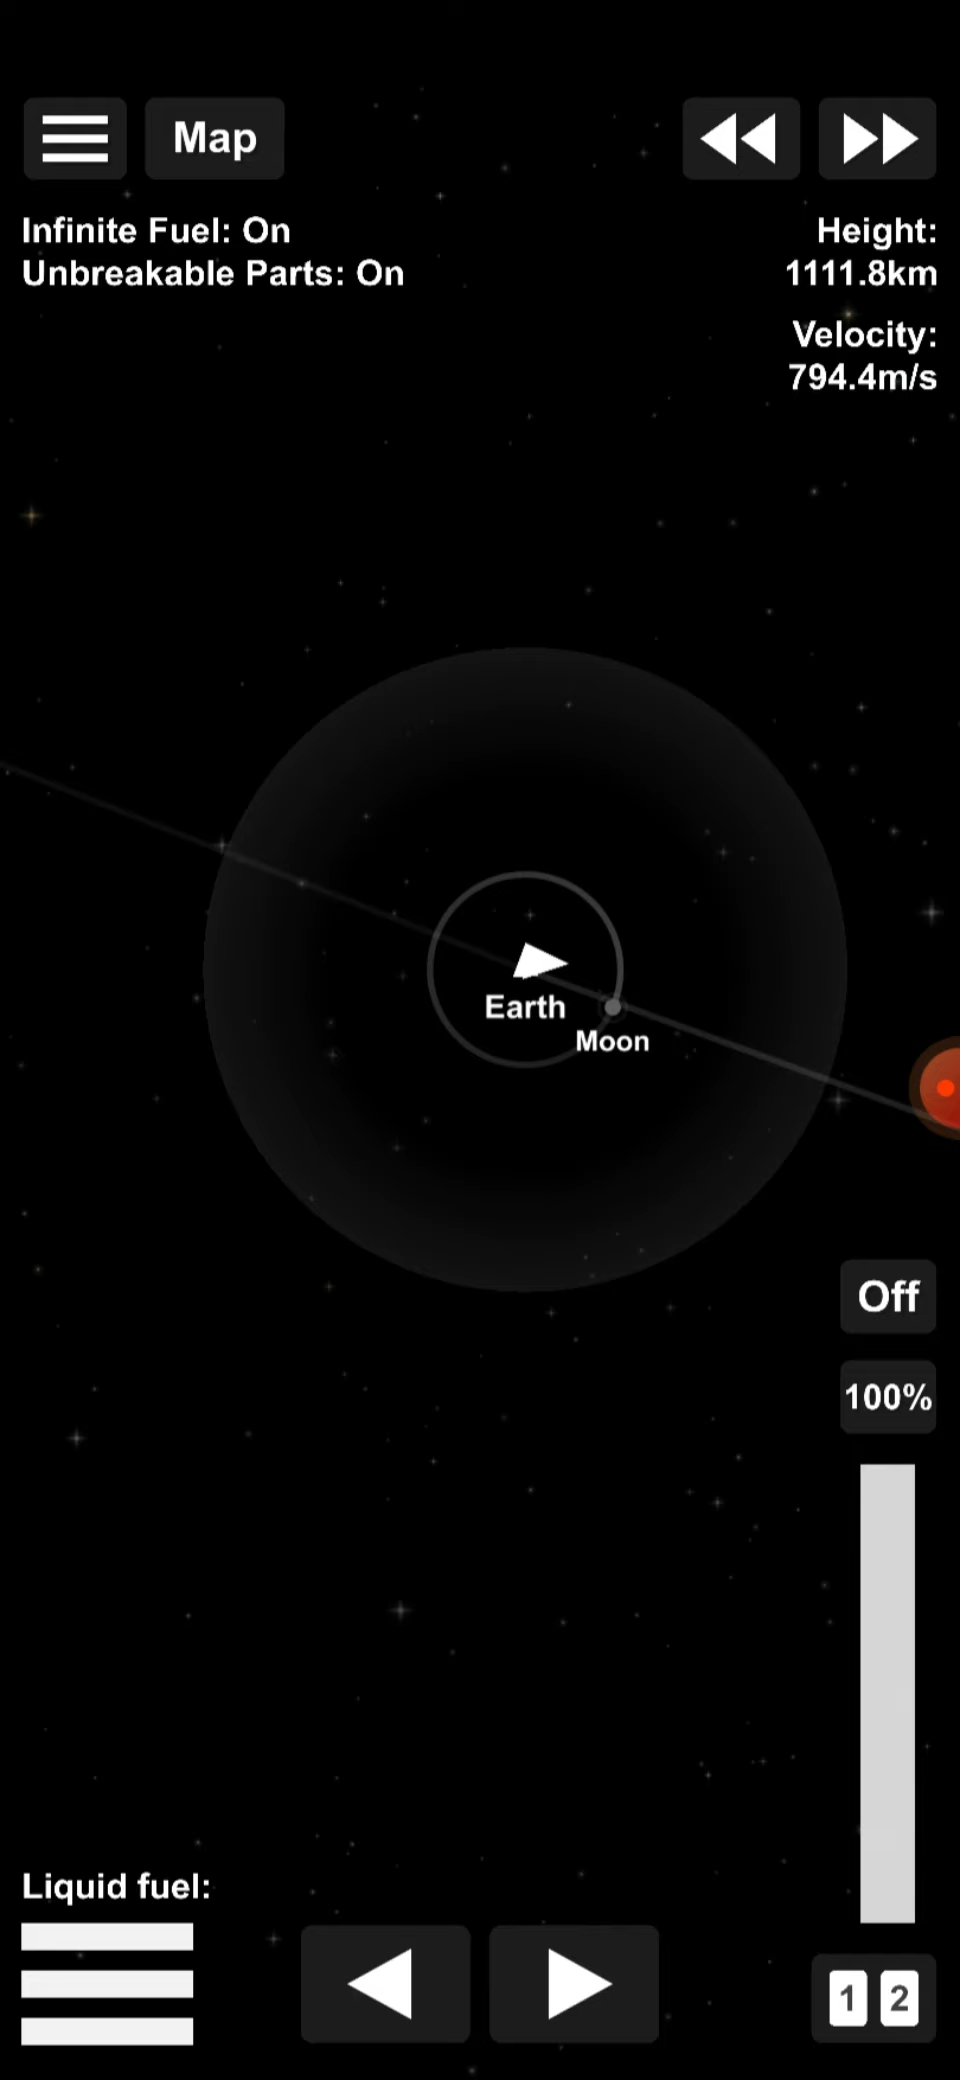 Map
Infinite Fuel: On
Unbreakable Parts: On
Height:
1111.8km
Velocity:
794.4m/s
Earth
Moon
Off
100%
Liquid fuel:
1 2